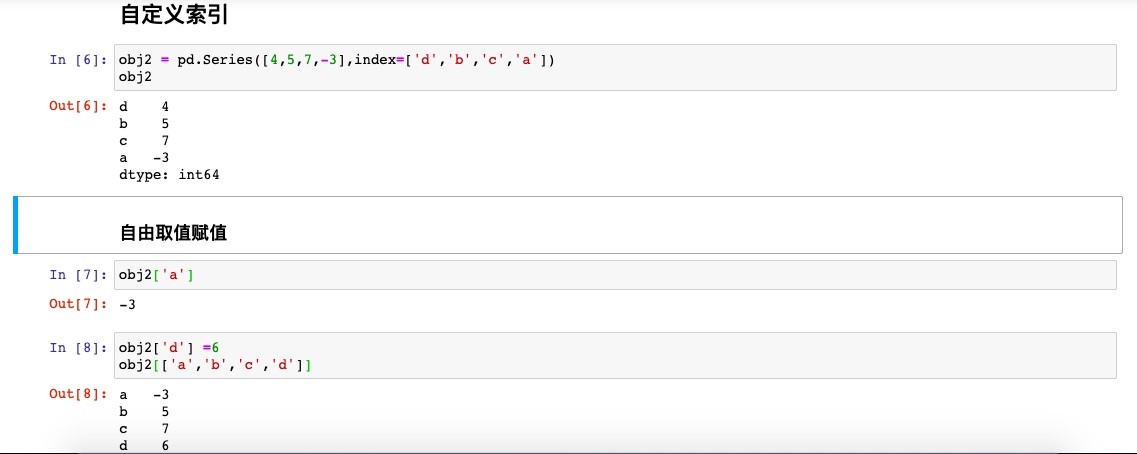 自定义索引
In [6]: obj2 = pd.Series([4,5,7,-3],index=['d','b','c','a'])
obj2
Out[6]: d    4
b    5
c    7
a   -3
dtype: int64
自由取值赋值
In [7]: obj2['a']
Out[7]: -3
In [8]: obj2['d'] =6
obj2[['a','b','c','d']]
Out[8]: a   -3
b    5
c    7
d    6